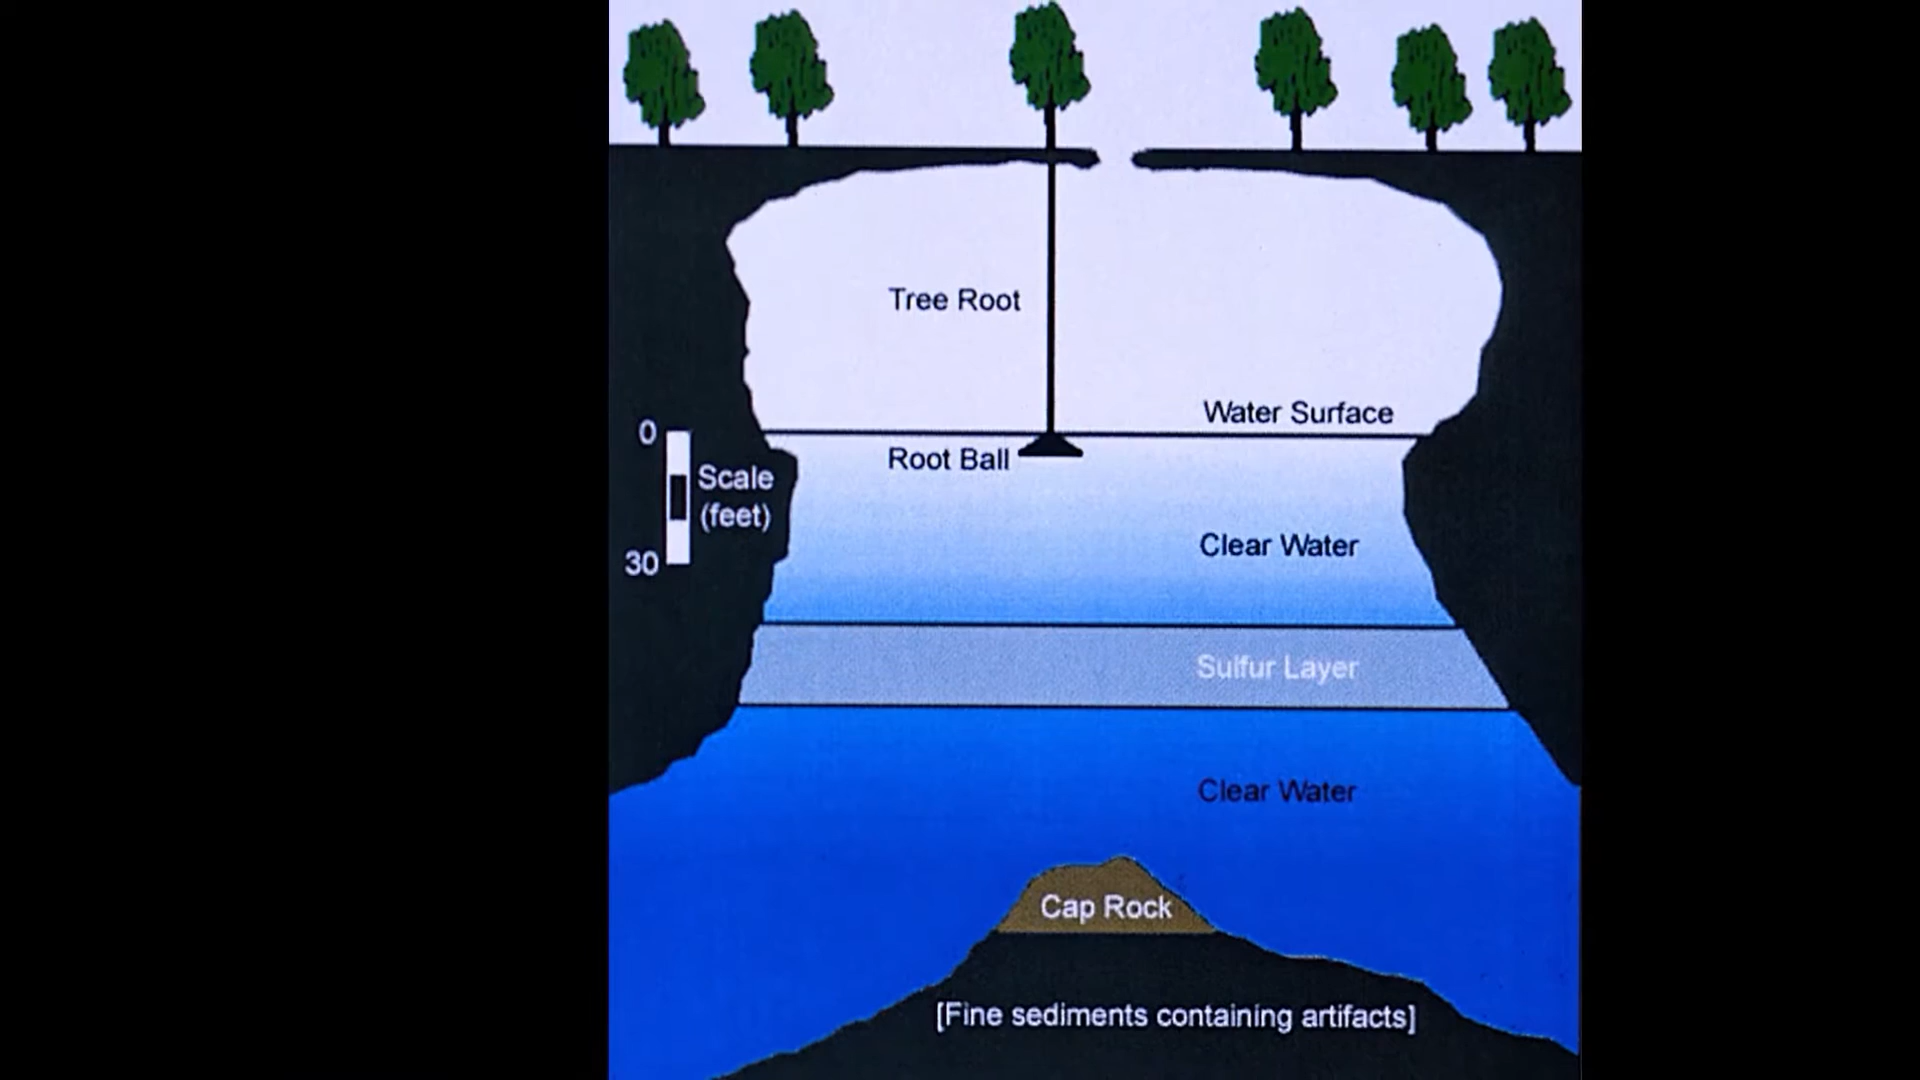 Tree Root
Water Surface
0
Root Ball
Scale
(feet)
Clear Water
30
Sulfur Layer
Clear Water
Cap Rock
[Fine sediments containing artifacts]